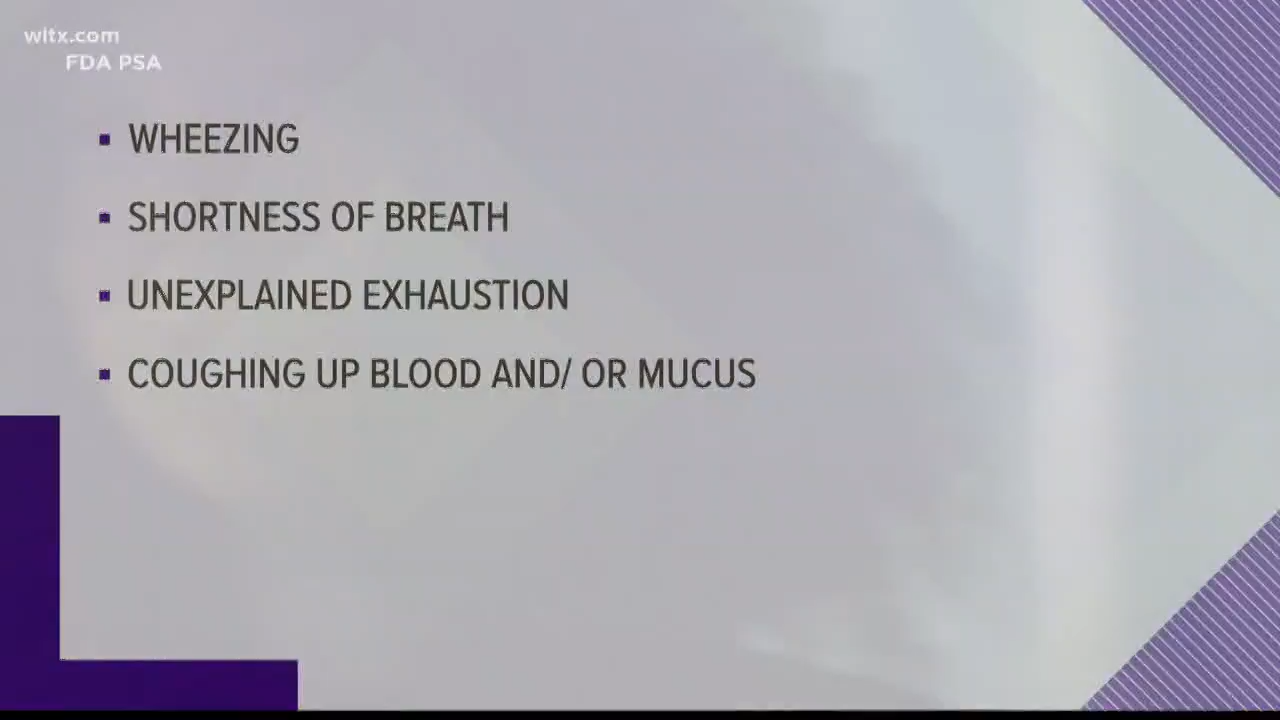 wltx.com
FDA PSA
WHEEZING
SHORTNESS OF BREATH
UNEXPLAINED EXHAUSTION
COUGHING UP BLOOD AND/ OR MUCUS